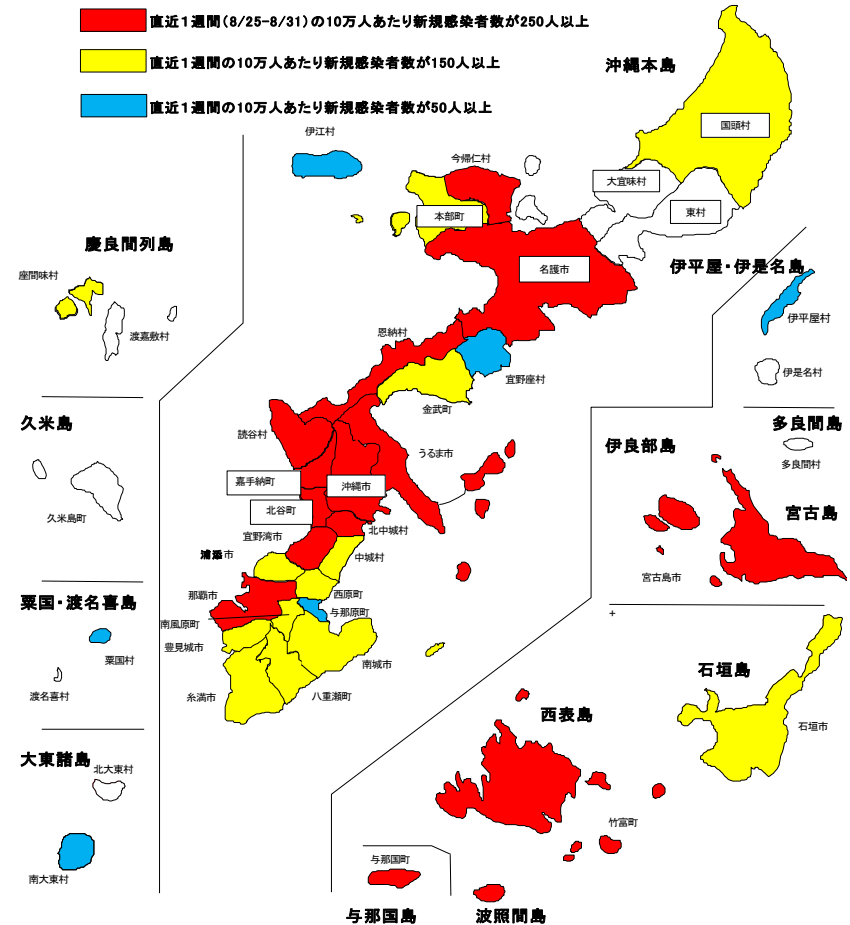 直近1週間(8/25-8/31)の10万人あたり新規感染者数が250人以上
直近1週間の10万人あたり新規感染者数が150人以上
直近1週間の10万人あたり新規感染者数が50人以上
沖縄本島
国頭村
伊江村
今帰仁村
大宜味村
東村
本部町
名護市
慶良間列島
座間味村
渡嘉敷村
伊平屋・伊是名島
伊平屋村
伊是名村
恩納村
宜野座村
金武町
久米島
久米島町
読谷村
うるま市
嘉手納町
沖縄市
北谷町
北中城村
宜野湾市
浦添市
中城村
那覇市
西原町
与那原町
南風原町
豊見城市
南城市
糸満市
八重瀬町
多良間島
多良間村
伊良部島
宮古島
宮古島市
粟国・渡名喜島
粟国村
渡名喜村
石垣島
石垣市
大東諸島
北大東村
南大東村
西表島
竹富町
与那国町
与那国島
波照間島